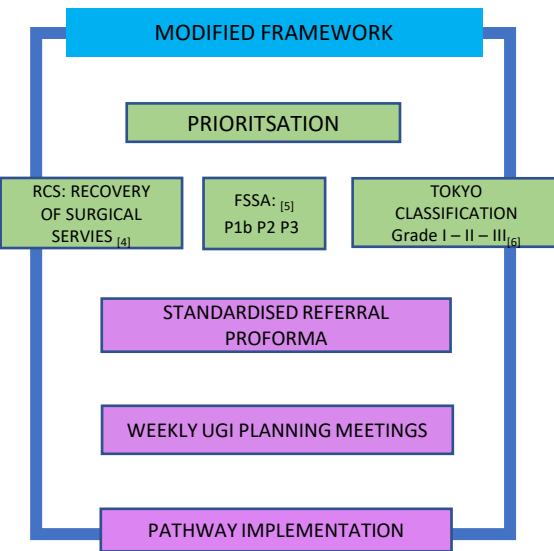 MODIFIED FRAMEWORK
PRIORITSATION
RCS: RECOVERY
OF SURGICAL
SERVIES [4]
FSSA: [5]
P1b P2 P3
TOKYO
CLASSIFICATION
Grade I – II – III[6]
STANDARDISED REFERRAL
PROFORMA
WEEKLY UGI PLANNING MEETINGS
PATHWAY IMPLEMENTATION